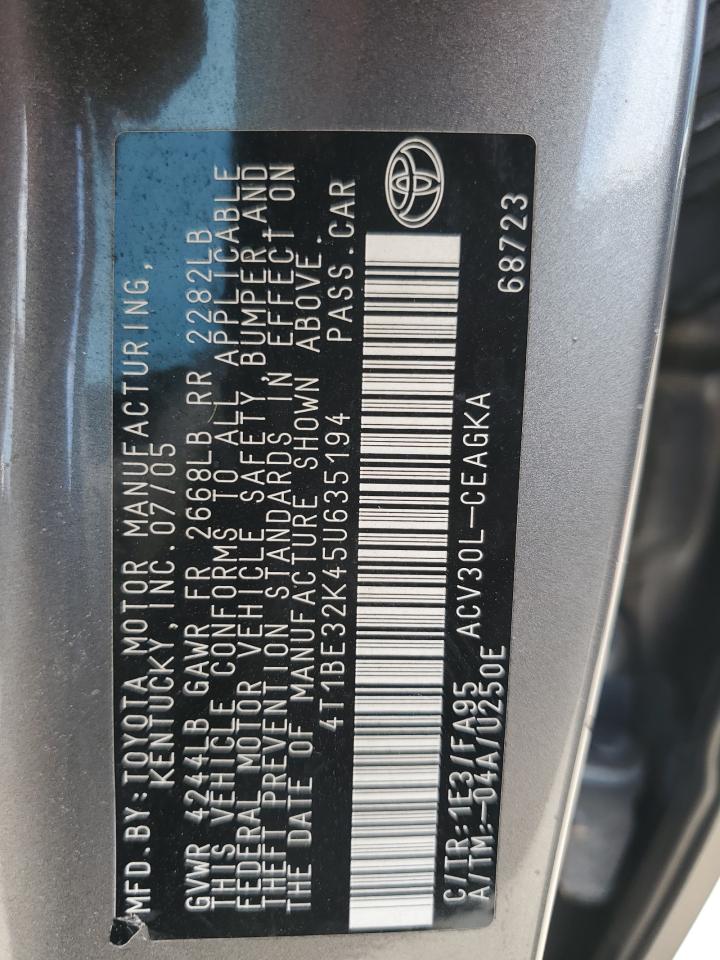 MFD. BY: TOYOTA MOTOR MANUFACTURING,
KENTUCKY, INC. 07/05
GVWR 4244LB GAWR FR 2668LB RR 2282LB
THIS VEHICLE CONFORMS TO ALL APPLICABLE
FEDERAL MOTOR VEHICLE SAFETY, BUMPER, AND
THEFT PREVENTION STANDARDS IN EFFECT ON
THE DATE OF MANUFACTURE SHOWN ABOVE.
4T1BE32K45U635194 PASS. CAR
C/TR: 1E3/FA95 ACV30L-CEAGKA
A/TM: -04A/U250E 68723